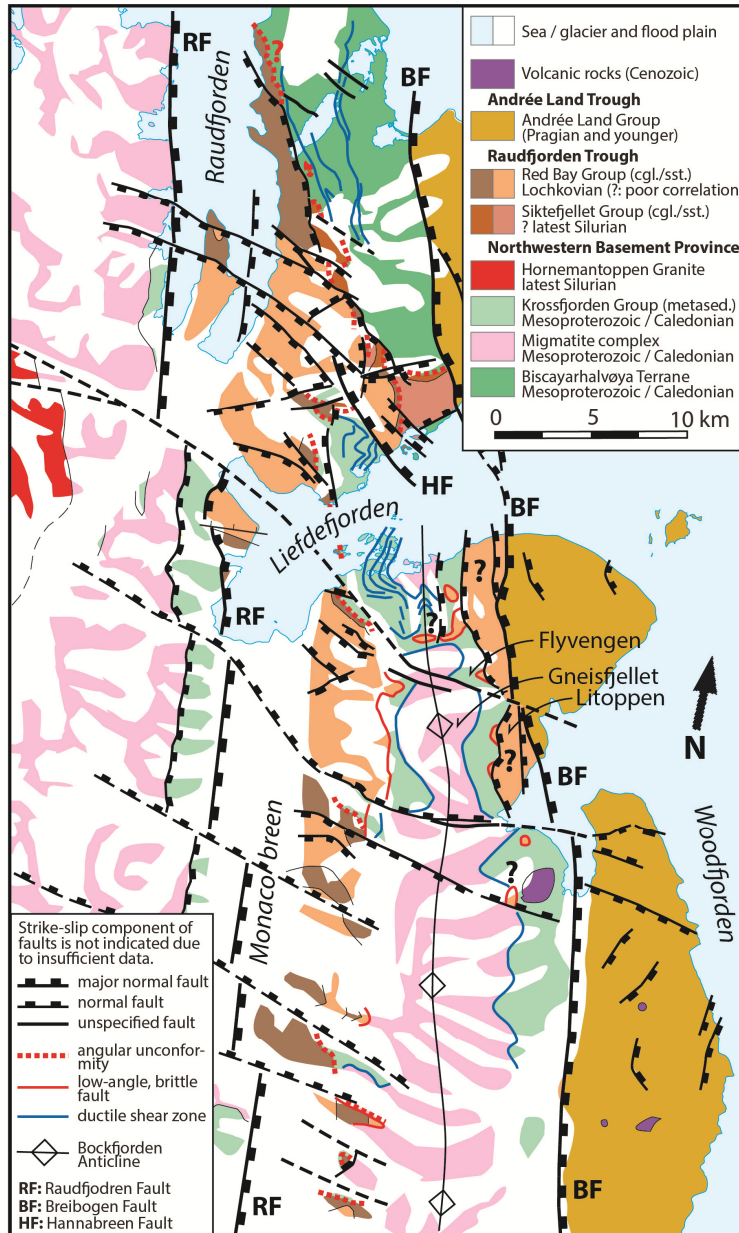 RF
Raudfjorden
?
BF
Sea / glacier and flood plain
Volcanic rocks (Cenozoic)
Andrée Land Trough
Andrée Land Group
(Pragian and younger)
Raudfjorden Trough
Red Bay Group (cgl./sst.)
Lochkovian (?: poor correlation
Siktefjellet Group (cgl./sst.)
? latest Silurian
Northwestern Basement Province
Hornemantoppen Granite
latest Silurian
Krossfjorden Group (metased.)
Mesoproterozoic / Caledonian
Migmatite complex
Mesoproterozoic / Caledonian
Biscayarhalvøya Terrane
Mesoproterozoic / Caledonian
0 5 10 km
HF
Liefdefjorden
BF
?
?
RF
Flyvengen
Gneisfjellet
Litoppen
N
?
BF
Monacobreen
?
Woodfjorden
Strike-slip component of
faults is not indicated due
to insufficient data.
major normal fault
normal fault
unspecified fault
angular unconfor-
mity
low-angle, brittle
fault
ductile shear zone
Bockfjorden
Anticline
RF: Raudfjodren Fault
BF: Breibogen Fault
HF: Hannabreen Fault
RF
BF